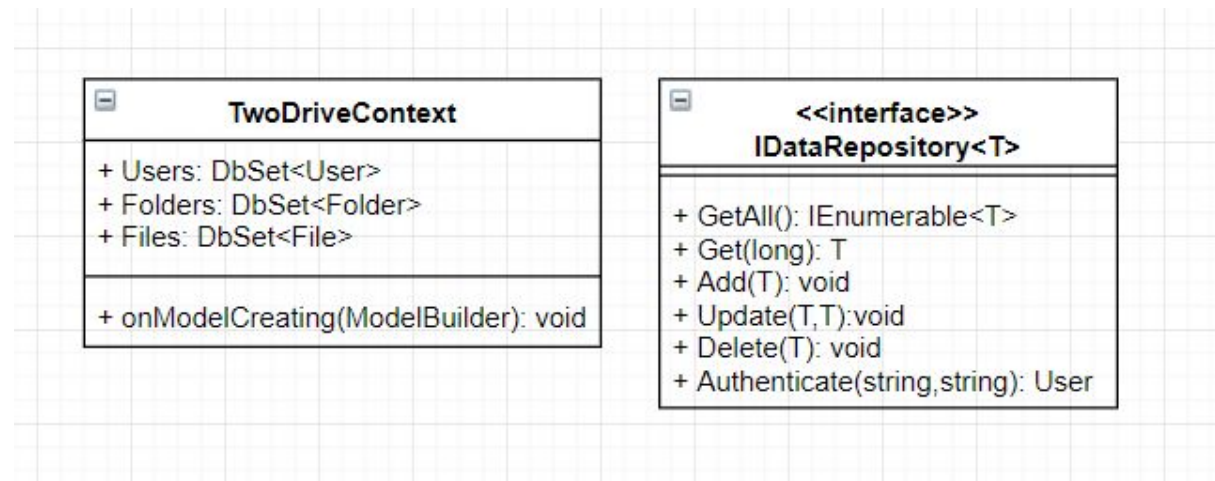 TwoDriveContext
+ Users: DbSet<User>
+ Folders: DbSet<Folder>
+ Files: DbSet<File>
+ onModelCreating(ModelBuilder): void
<<interface>>
IDataRepository<T>
+ GetAll(): IEnumerable<T>
+ Get(long): T
+ Add(T): void
+ Update(T,T):void
+ Delete(T): void
+ Authenticate(string,string): User